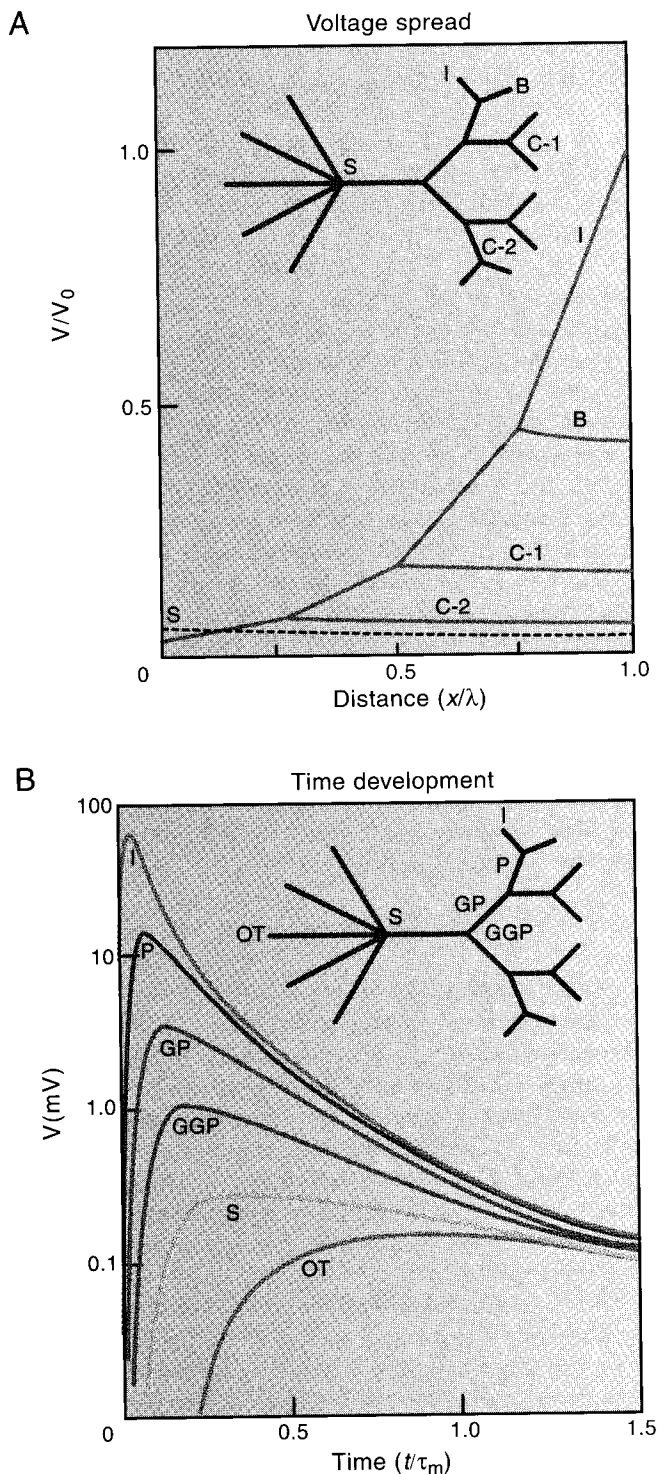 A
Voltage spread
I
B
C-1
S
C-2
1.0
I
V/V₀
0.5
B
C-1
C-2
S
0
0.5
1.0
Distance (x/λ)
B
Time development
100
I
I
P
GP
S
OT
GGP
10
P
GP
V(mV)
1.0
GGP
S
OT
0.1
0
0.5
1.0
1.5
Time (t/τm)